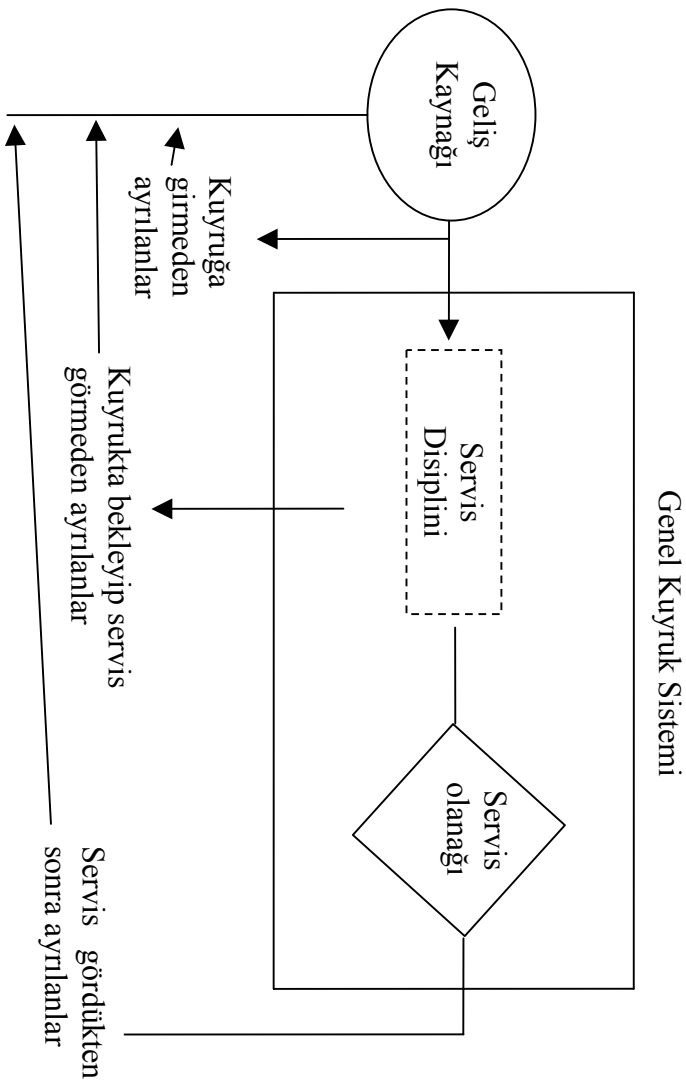 Genel Kuyruk Sistemi
Geliş
Kaynağı
Servis
Disiplini
Servis
olanağı
Kuyruğa
girmeden
ayrılanlar
Kuyrukta bekleyip servis
görmeden ayrılanlar
Servis gördükten
sonra ayrılanlar